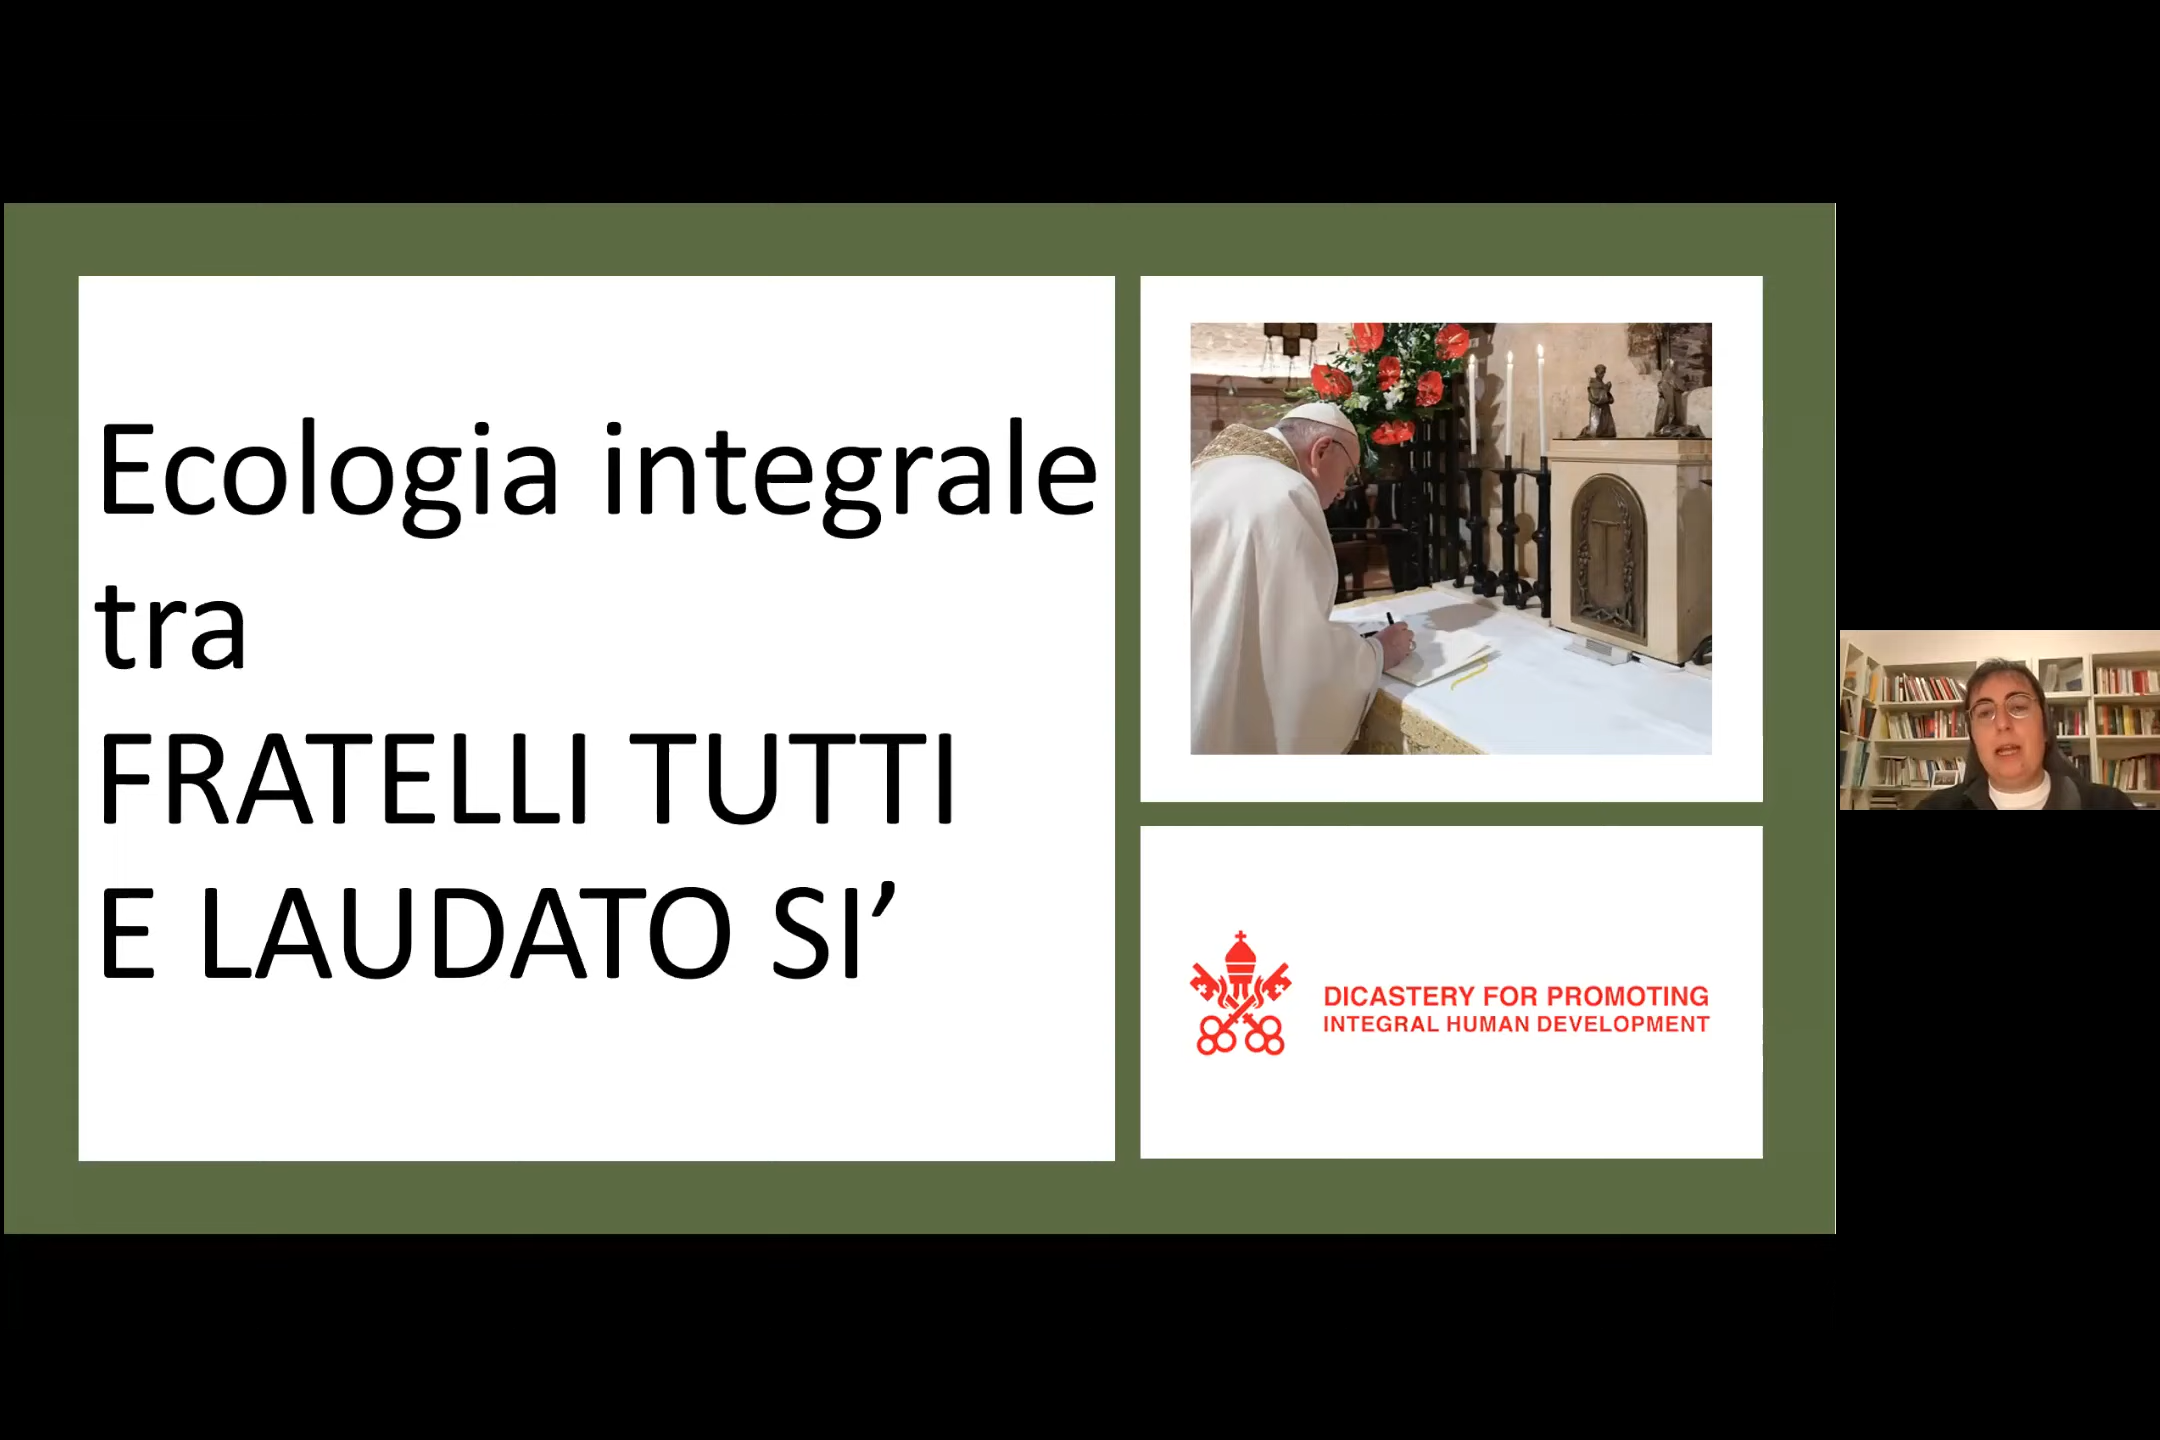 Ecologia integrale
tra
FRATELLI TUTTI
E LAUDATO SI’
DICASTERY FOR PROMOTING
INTEGRAL HUMAN DEVELOPMENT